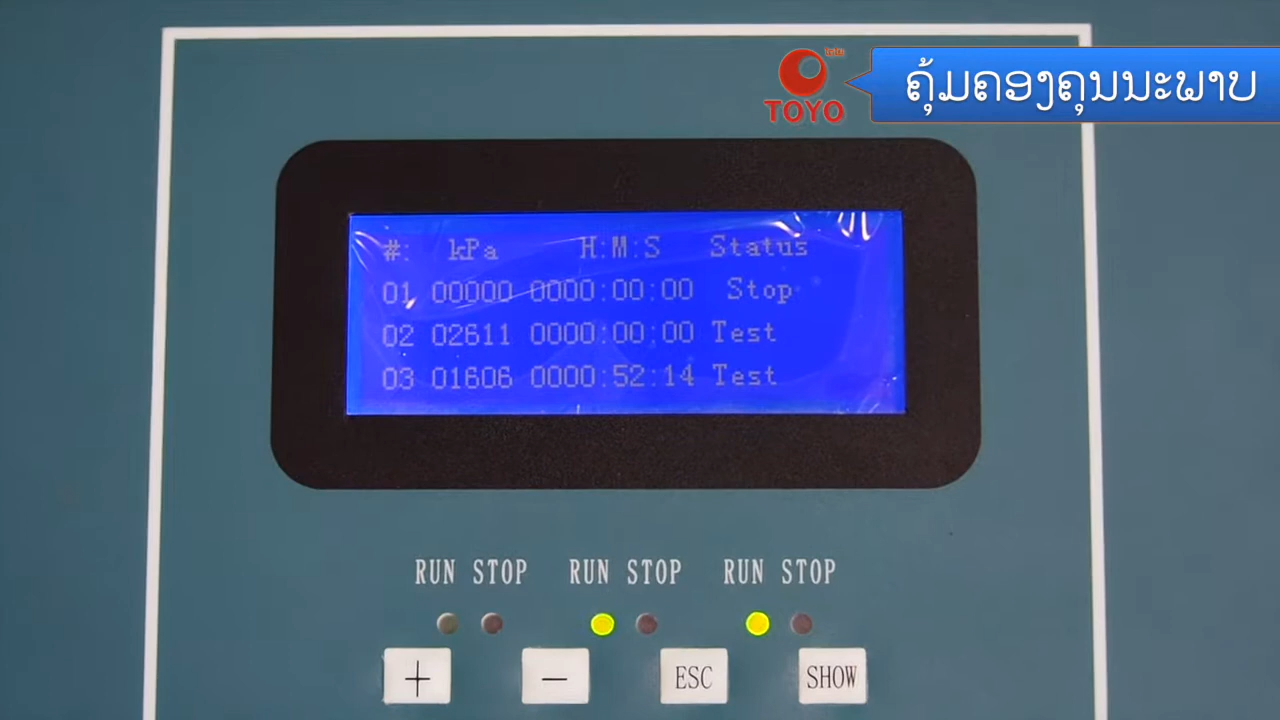 TOYO
ຄຸ້ມຄອງຄຸນນະພາບ
#: kPa H:M:S Status
01 00000 0000:00:00 Stop
02 02611 0000:00:00 Test
03 01606 0000:52:14 Test
RUN STOP RUN STOP RUN STOP
+ − ESC SHOW